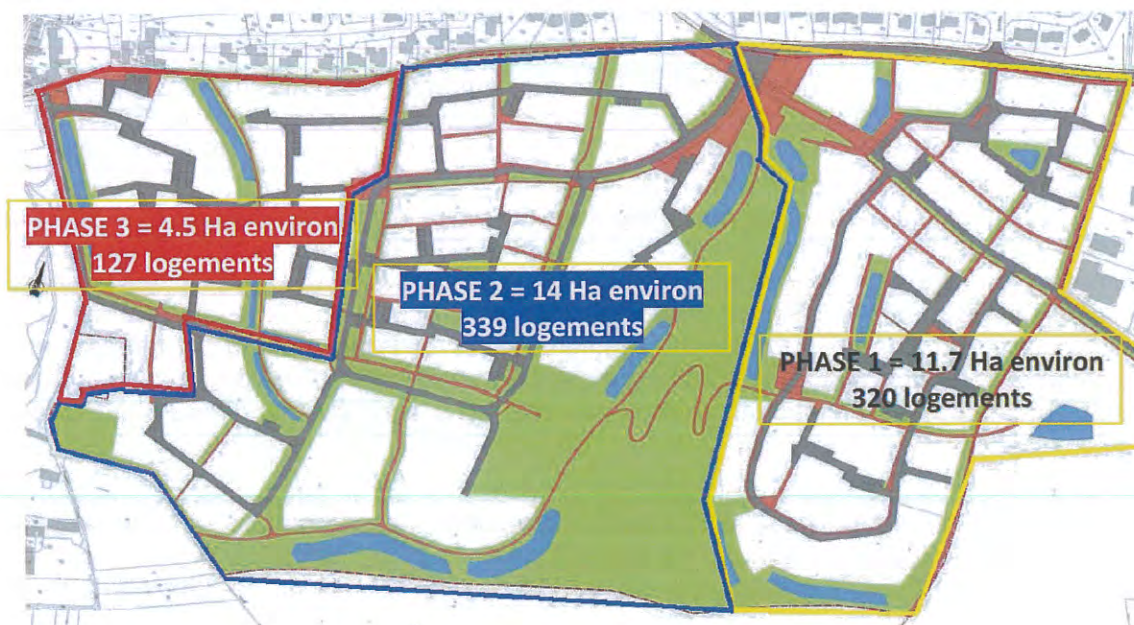 PHASE 3 = 4.5 Ha environ
127 logements
PHASE 2 = 14 Ha environ
339 logements
PHASE 1 = 11.7 Ha environ
320 logements